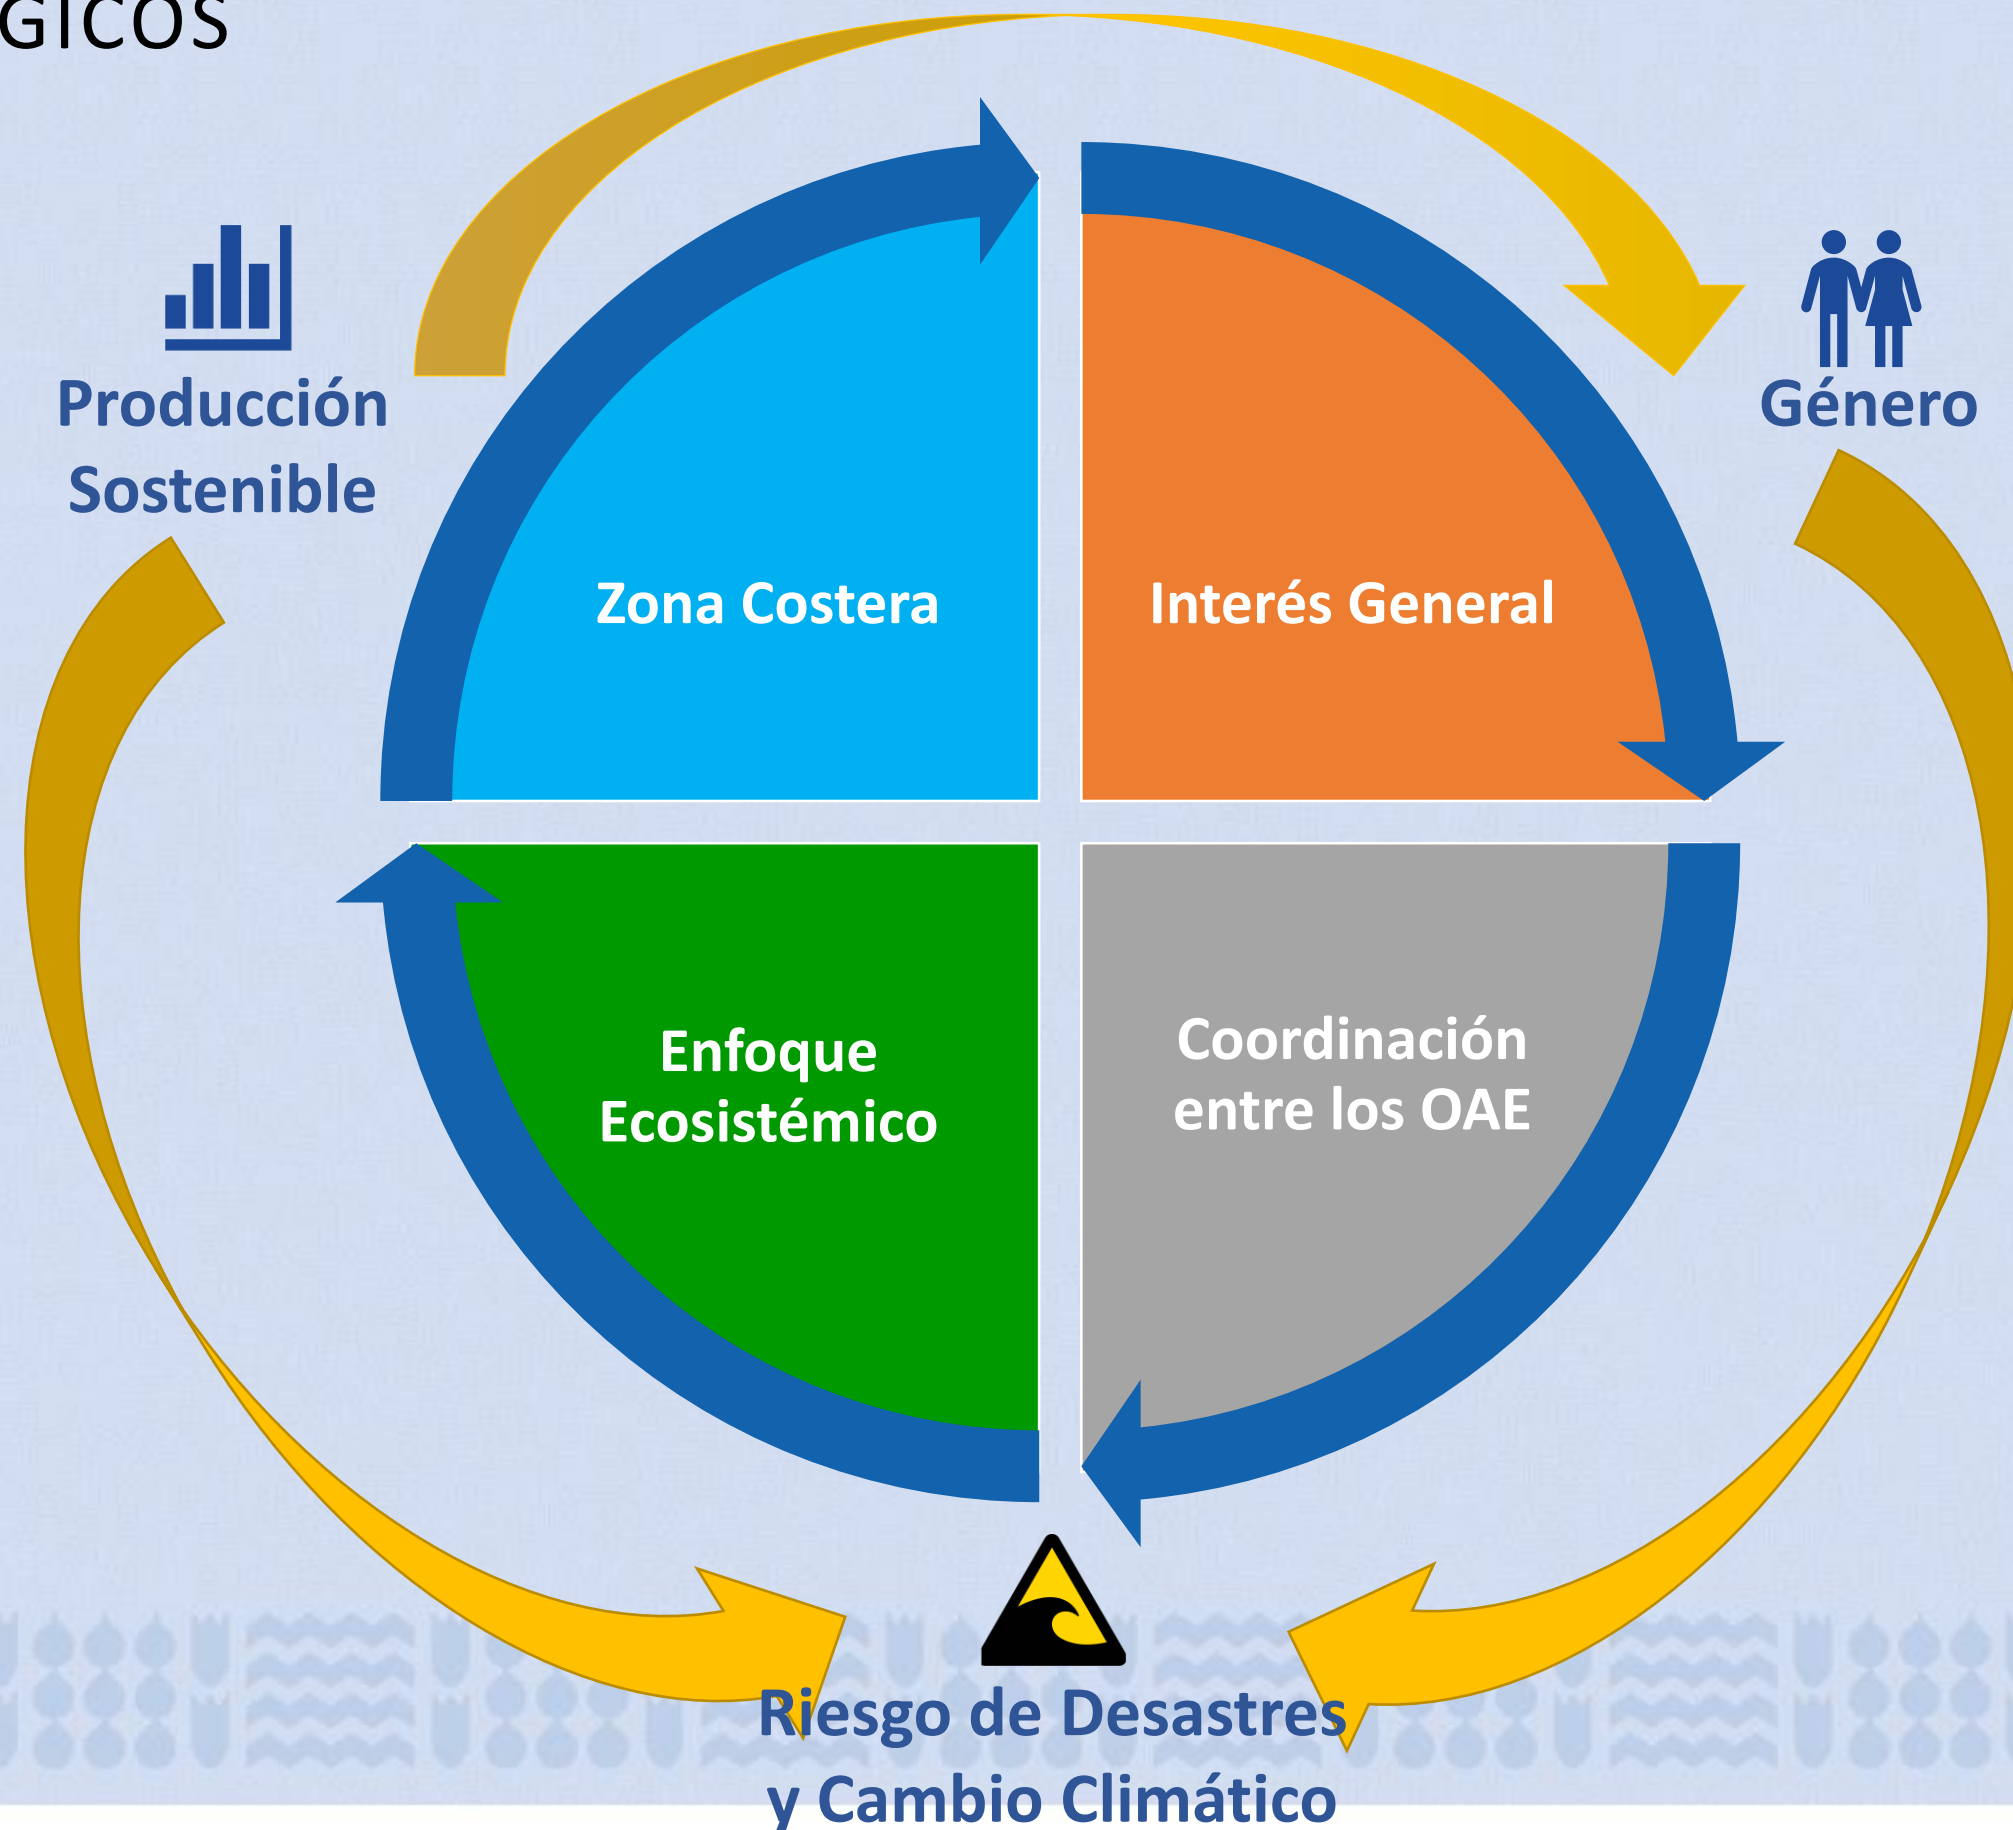 GICOS
Producción
Sostenible
Género
Zona Costera
Interés General
Enfoque
Ecosistémico
Coordinación
entre los OAE
Riesgo de Desastres
y Cambio Climático